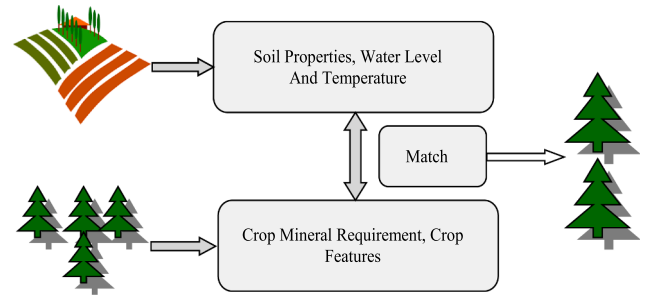 Soil Properties, Water Level
And Temperature
Match
Crop Mineral Requirement, Crop
Features